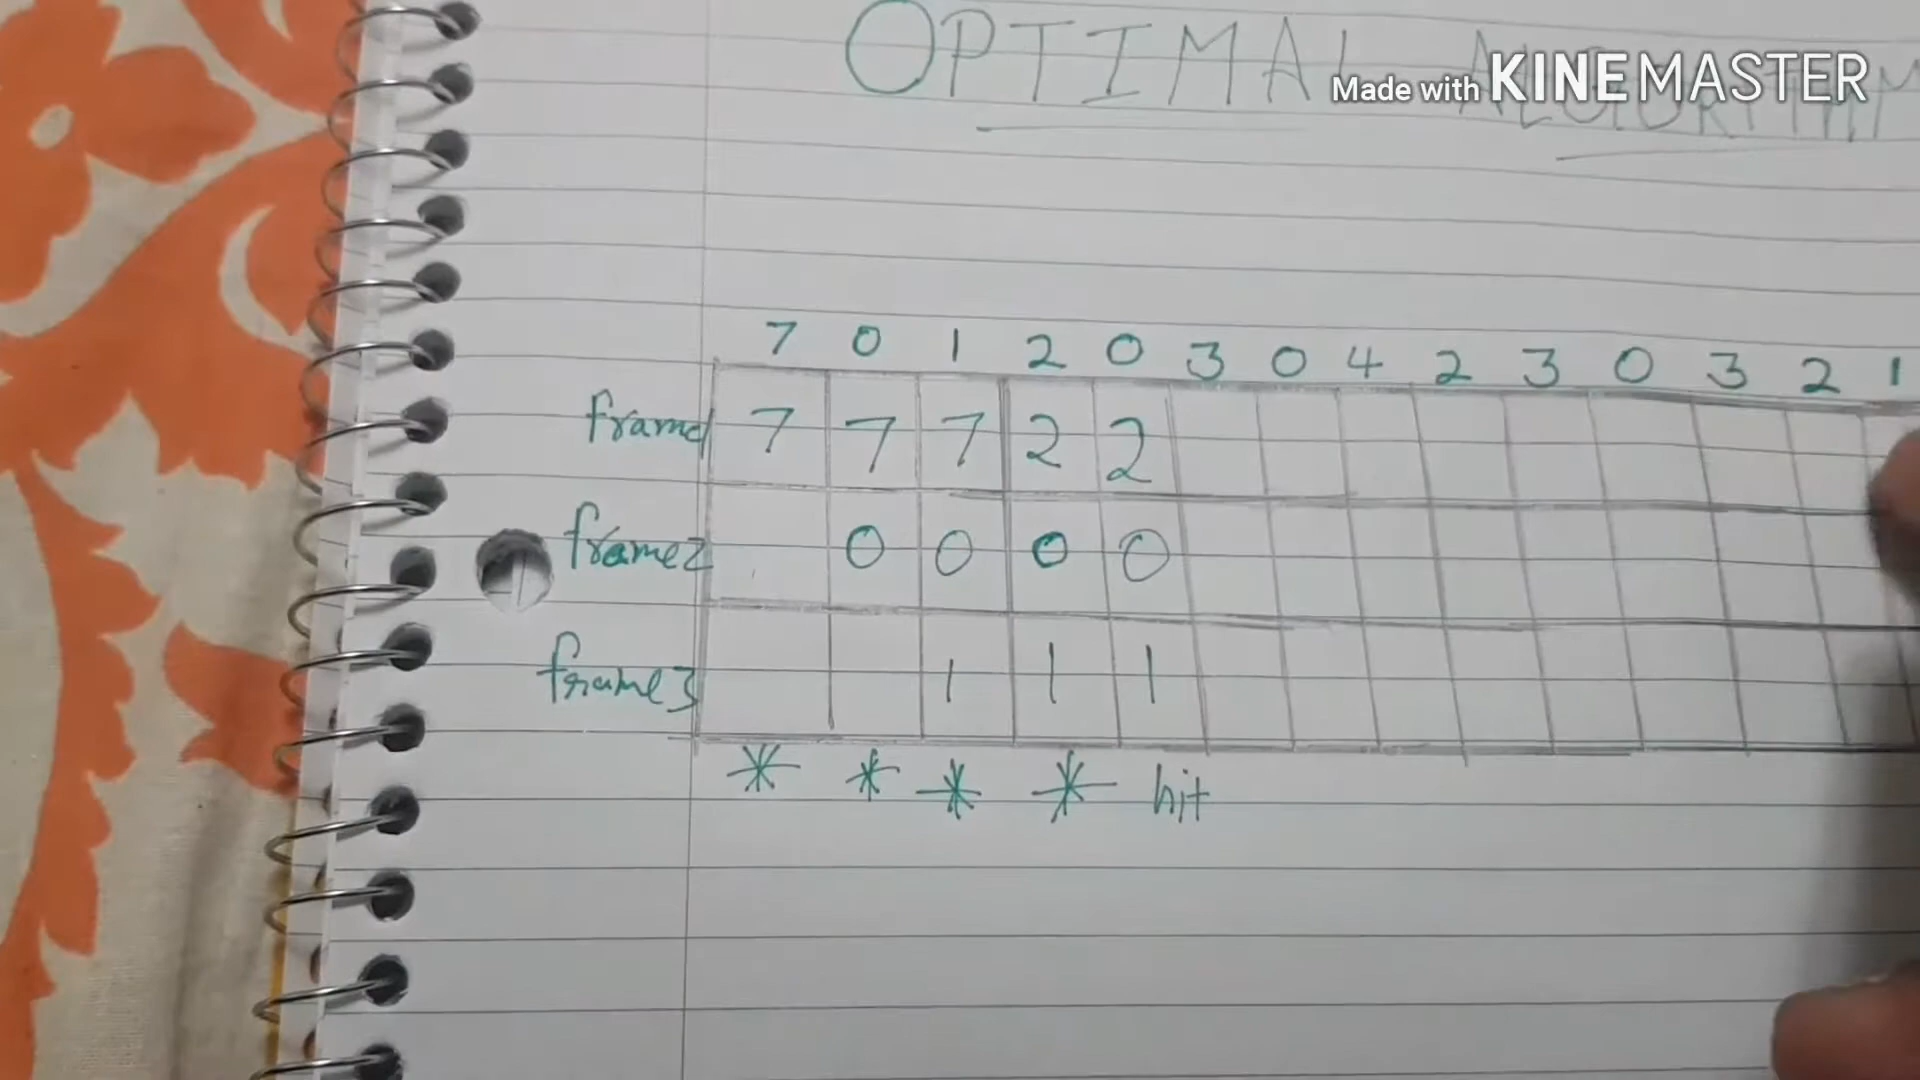 OPTIMAL ALGORITHM
Made with KINEMASTER
7 0 1 2 0 3 0 4 2 3 0 3 2 1
frame1 7 7 7 2 2
frame2 0 0 0 0
frame3 1 1 1
* * * * hit